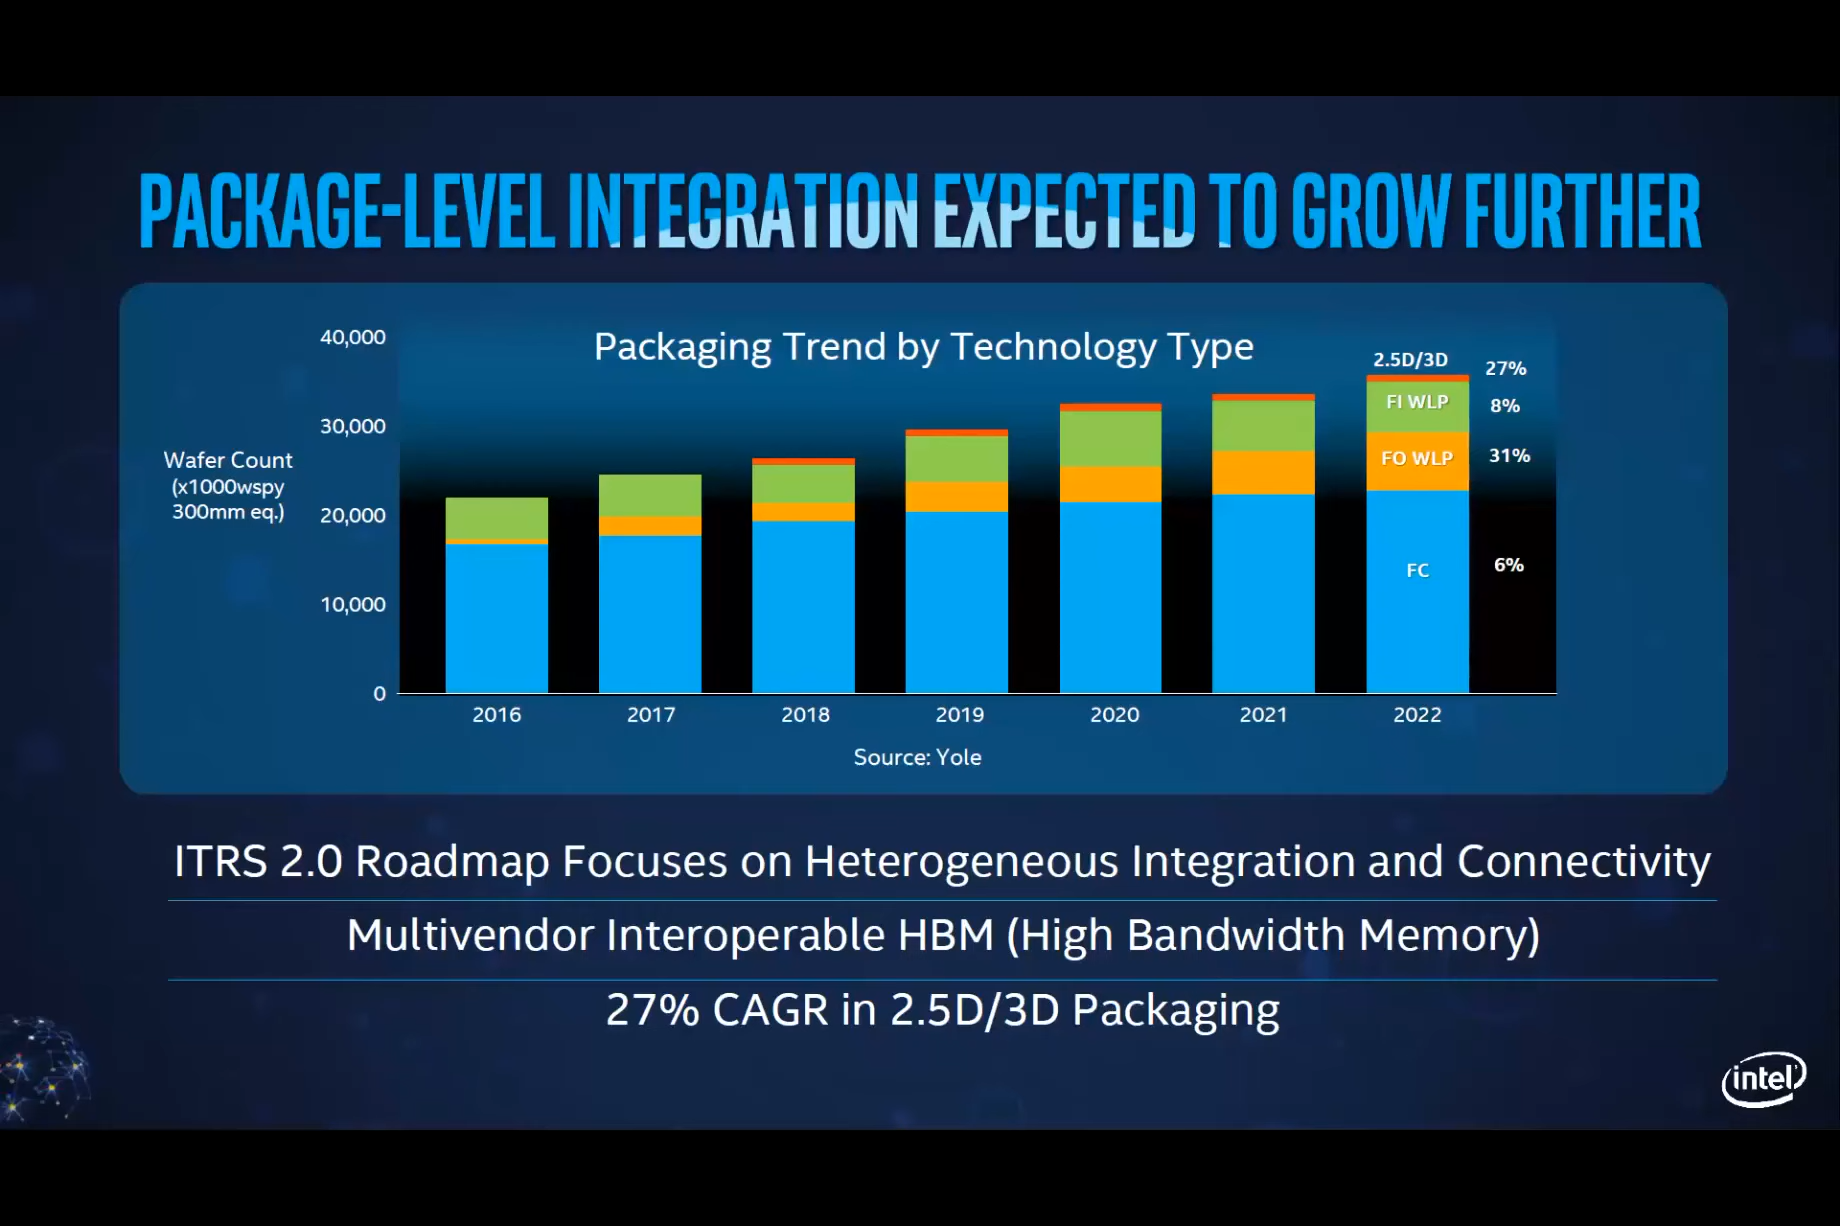 PACKAGE-LEVEL INTEGRATION EXPECTED TO GROW FURTHER
Packaging Trend by Technology Type
40,000
30,000
20,000
10,000
0
Wafer Count
(x1000wspy
300mm eq.)
2.5D/3D
27%
FI WLP
8%
FO WLP
31%
FC
6%
2016
2017
2018
2019
2020
2021
2022
Source: Yole
ITRS 2.0 Roadmap Focuses on Heterogeneous Integration and Connectivity
Multivendor Interoperable HBM (High Bandwidth Memory)
27% CAGR in 2.5D/3D Packaging
intel